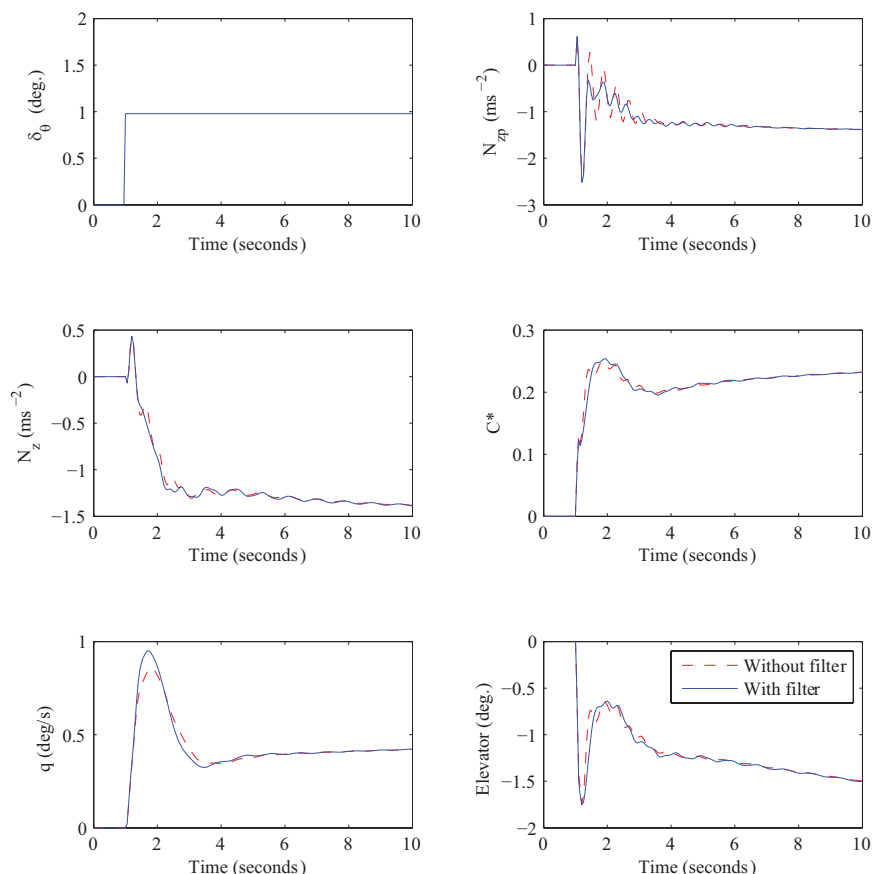 2
1.5
1
0.5
0
δθ (deg.)
0 2 4 6 8 10
Time (seconds)
1
0
−1
−2
−3
Nzp (ms −2)
0 2 4 6 8 10
Time (seconds)
0.5
0
−0.5
−1
−1.5
Nz (ms −2)
0 2 4 6 8 10
Time (seconds)
0.3
0.2
0.1
0
C*
0 2 4 6 8 10
Time (seconds)
1
0.5
0
q (deg/s)
0 2 4 6 8 10
Time (seconds)
0
−0.5
−1
−1.5
−2
Elevator (deg.)
Without filter
With filter
0 2 4 6 8 10
Time (seconds)